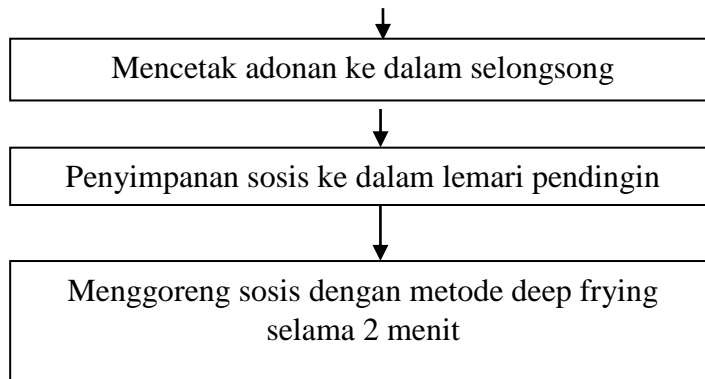 Mencetak adonan ke dalam selongsong
Penyimpanan sosis ke dalam lemari pendingin
Menggoreng sosis dengan metode deep frying
selama 2 menit